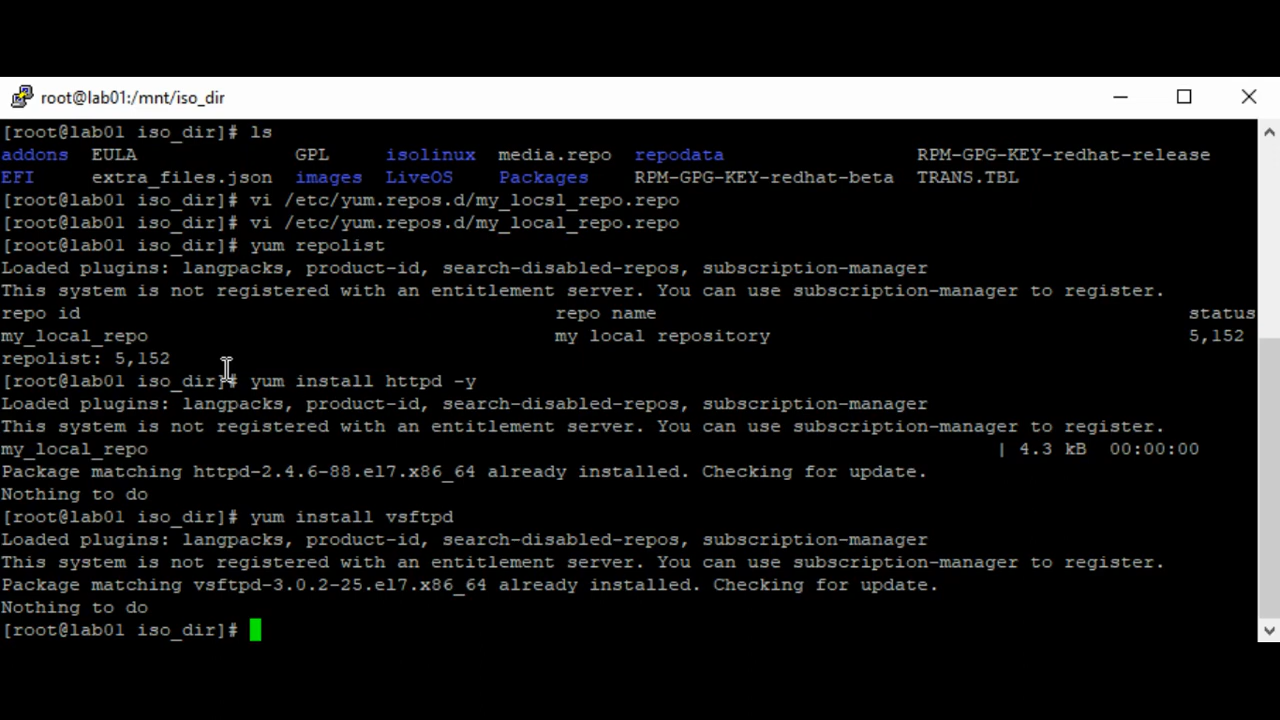 root@lab01:/mnt/iso_dir
[root@lab01 iso_dir]# ls
addons EULA GPL isolinux media.repo repodata RPM-GPG-KEY-redhat-release
EFI extra_files.json images LiveOS Packages RPM-GPG-KEY-redhat-beta TRANS.TBL
[root@lab01 iso_dir]# vi /etc/yum.repos.d/my_locsl_repo.repo
[root@lab01 iso_dir]# vi /etc/yum.repos.d/my_local_repo.repo
[root@lab01 iso_dir]# yum repolist
Loaded plugins: langpacks, product-id, search-disabled-repos, subscription-manager
This system is not registered with an entitlement server. You can use subscription-manager to register.
repo id repo name status
my_local_repo my local repository 5,152
repolist: 5,152
[root@lab01 iso_dir]# yum install httpd -y
Loaded plugins: langpacks, product-id, search-disabled-repos, subscription-manager
This system is not registered with an entitlement server. You can use subscription-manager to register.
my_local_repo | 4.3 kB 00:00:00
Package matching httpd-2.4.6-88.el7.x86_64 already installed. Checking for update.
Nothing to do
[root@lab01 iso_dir]# yum install vsftpd
Loaded plugins: langpacks, product-id, search-disabled-repos, subscription-manager
This system is not registered with an entitlement server. You can use subscription-manager to register.
Package matching vsftpd-3.0.2-25.el7.x86_64 already installed. Checking for update.
Nothing to do
[root@lab01 iso_dir]#